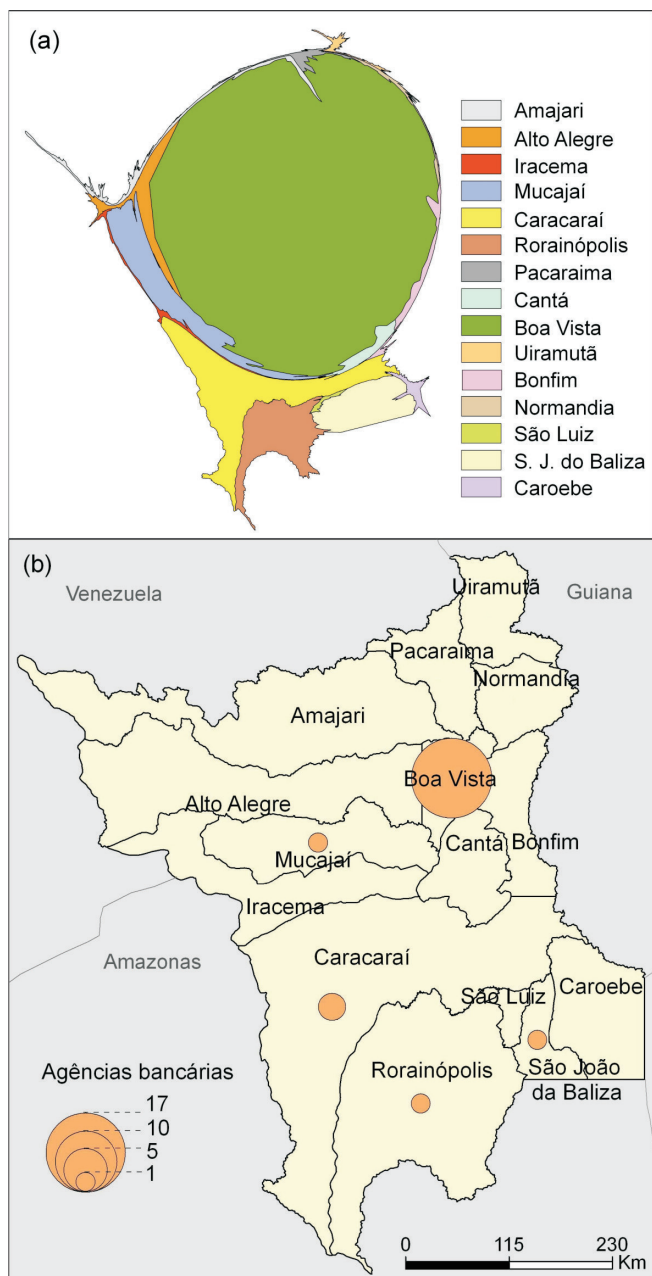 (a)
Amajari
Alto Alegre
Iracema
Mucajaí
Caracaraí
Rorainópolis
Pacaraima
Cantá
Boa Vista
Uiramutã
Bonfim
Normandia
São Luiz
S. J. do Baliza
Caroebe
(b)
Venezuela
Uiramutã
Guiana
Pacaraima
Normandia
Amajari
Boa Vista
Alto Alegre
Mucajaí
Cantá
Bonfim
Iracema
Amazonas
Caracaraí
São Luiz
Caroebe
Rorainópolis
São João
da Baliza
Agências bancárias
17
10
5
1
0 115 230
Km